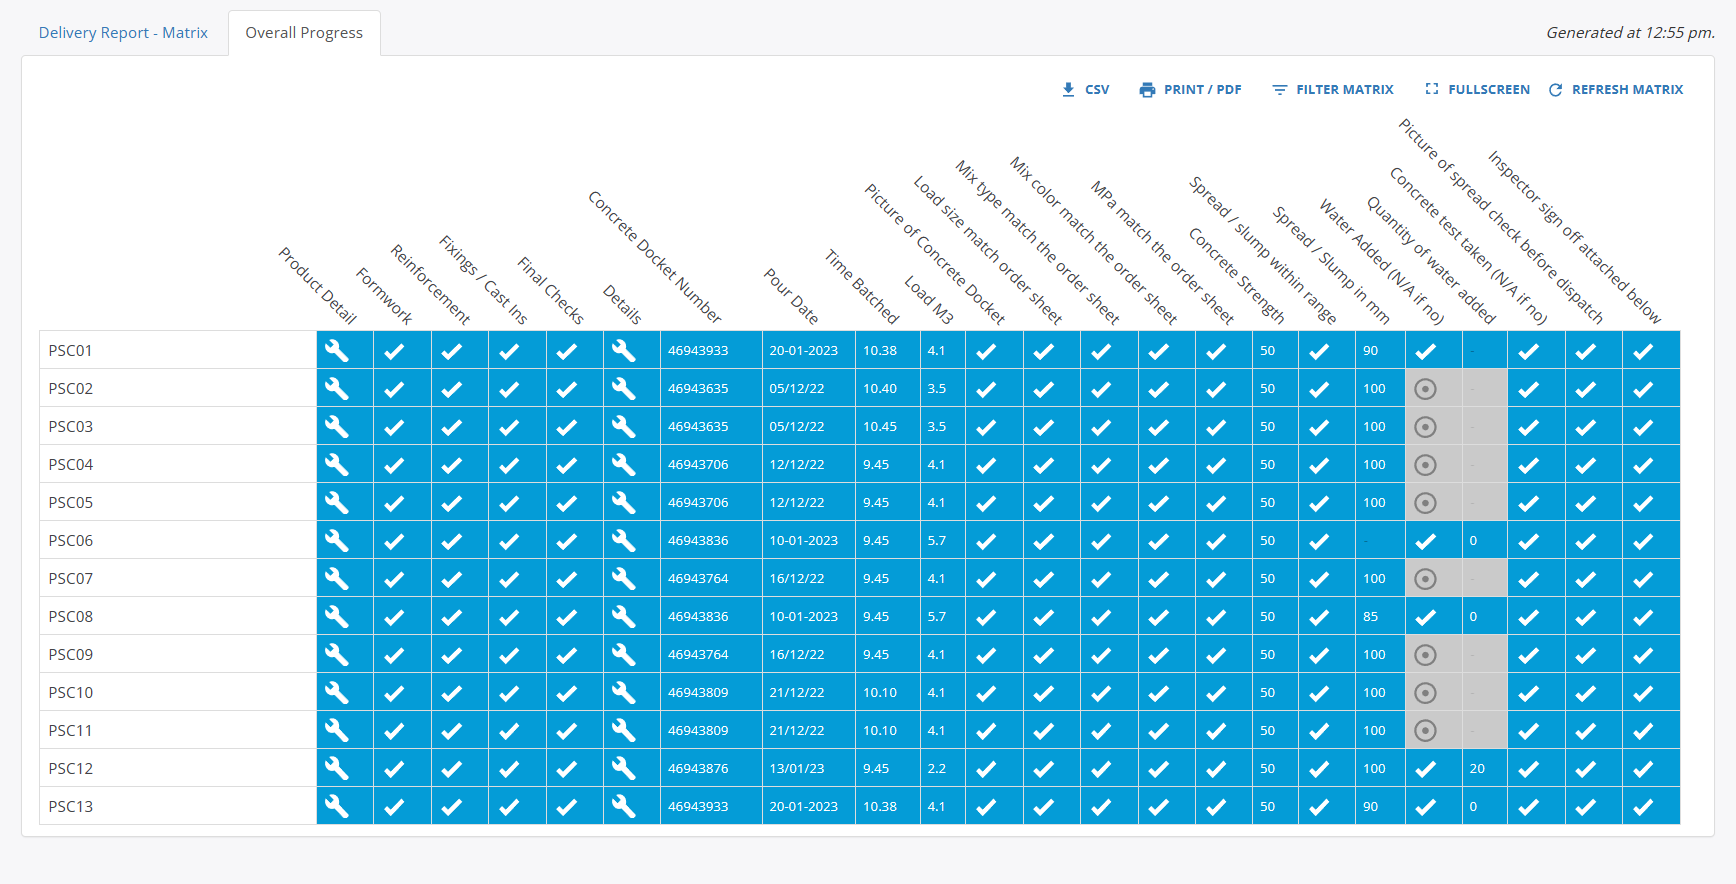 Delivery Report - Matrix
Overall Progress
Generated at 12:55 pm.
CSV
PRINT / PDF
FILTER MATRIX
FULLSCREEN
REFRESH MATRIX
Product Detail
Formwork
Reinforcement
Fixings / Cast Ins
Final Checks
Details
Concrete Docket Number
Pour Date
Time Batched
Load M3
Picture of Concrete Docket
Load size match order sheet
Mix type match the order sheet
Mix color match the order sheet
MPa match the order sheet
Concrete Strength
Spread / slump within range
Spread / Slump in mm
Water Added (N/A if no)
Quantity of water added
Concrete test taken (N/A if no)
Picture of spread check before dispatch
Inspector sign off attached below
PSC01 46943933 20-01-2023 10.38 4.1 50 90 -
PSC02 46943635 05/12/22 10.40 3.5 50 100 -
PSC03 46943635 05/12/22 10.45 3.5 50 100 -
PSC04 46943706 12/12/22 9.45 4.1 50 100 -
PSC05 46943706 12/12/22 9.45 4.1 50 100 -
PSC06 46943836 10-01-2023 9.45 5.7 50 - 0
PSC07 46943764 16/12/22 9.45 4.1 50 100 -
PSC08 46943836 10-01-2023 9.45 5.7 50 85 0
PSC09 46943764 16/12/22 9.45 4.1 50 100 -
PSC10 46943809 21/12/22 10.10 4.1 50 100 -
PSC11 46943809 21/12/22 10.10 4.1 50 100 -
PSC12 46943876 13/01/23 9.45 2.2 50 100 20
PSC13 46943933 20-01-2023 10.38 4.1 50 90 0